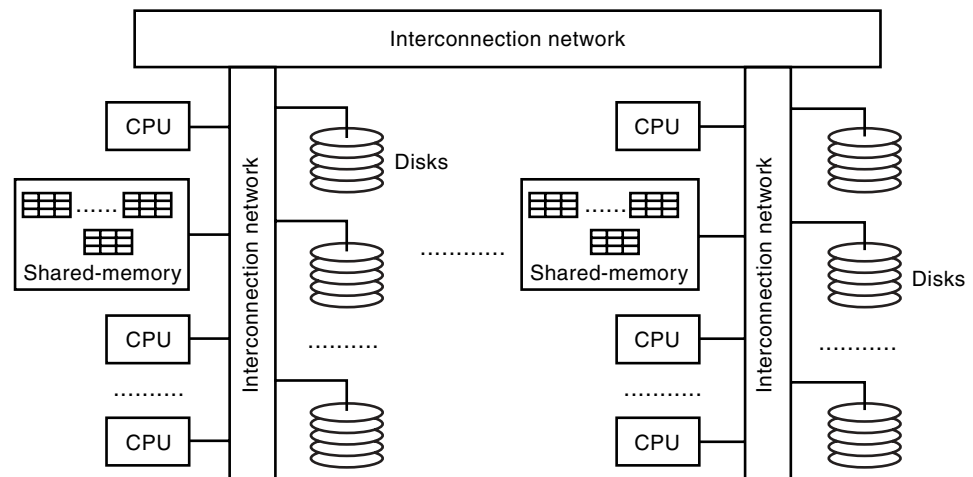 Interconnection network
CPU
Disks
......
Shared-memory
CPU
..........
CPU
Interconnection network
..........
............
CPU
......
Shared-memory
CPU
...........
CPU
Interconnection network
Disks
...........